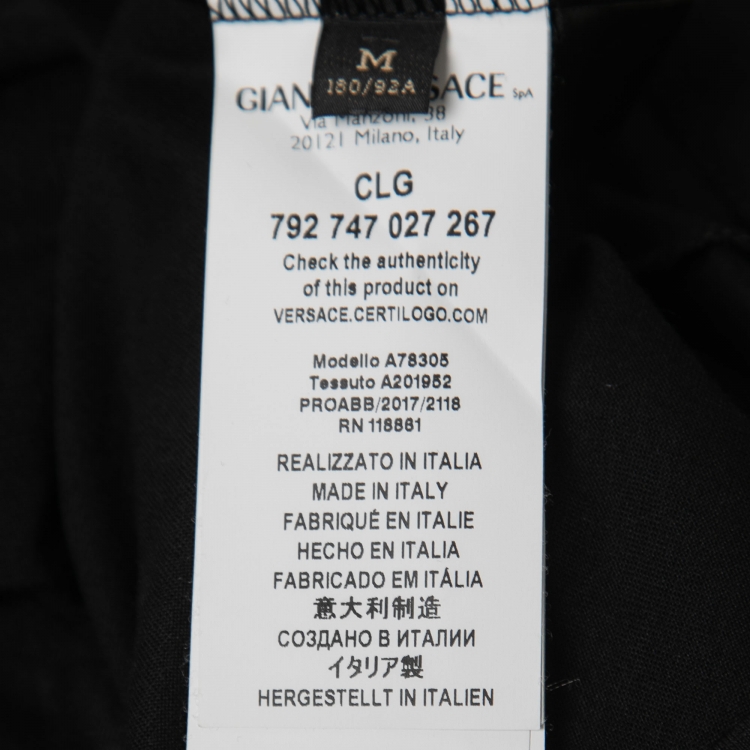 M
180/92A
GIAN SACE SpA
Via Manzoni, 38
20121 Milano, Italy
CLG
792 747 027 267
Check the authenticity
of this product on
VERSACE.CERTILOGO.COM
Modello A78305
Tessuto A201952
PROABB/2017/2118
RN 118861
REALIZZATO IN ITALIA
MADE IN ITALY
FABRIQUÉ EN ITALIE
HECHO EN ITALIA
FABRICADO EM ITÁLIA
意大利制造
СОЗДАНО В ИТАЛИИ
イタリア製
HERGESTELLT IN ITALIEN